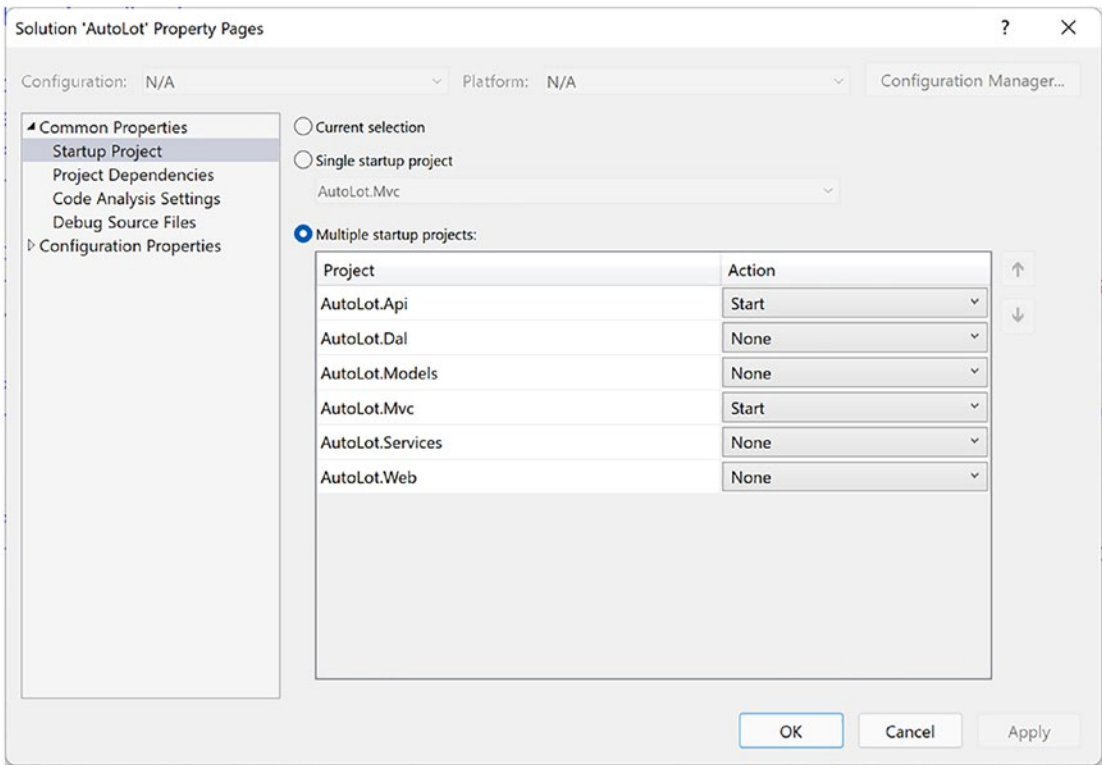 Solution 'AutoLot' Property Pages ? ×
Configuration: N/A Platform: N/A Configuration Manager...
Common Properties
Startup Project
Project Dependencies
Code Analysis Settings
Debug Source Files
Configuration Properties
Current selection
Single startup project
AutoLot.Mvc
Multiple startup projects:
Project Action
AutoLot.Api Start
AutoLot.Dal None
AutoLot.Models None
AutoLot.Mvc Start
AutoLot.Services None
AutoLot.Web None
OK Cancel Apply